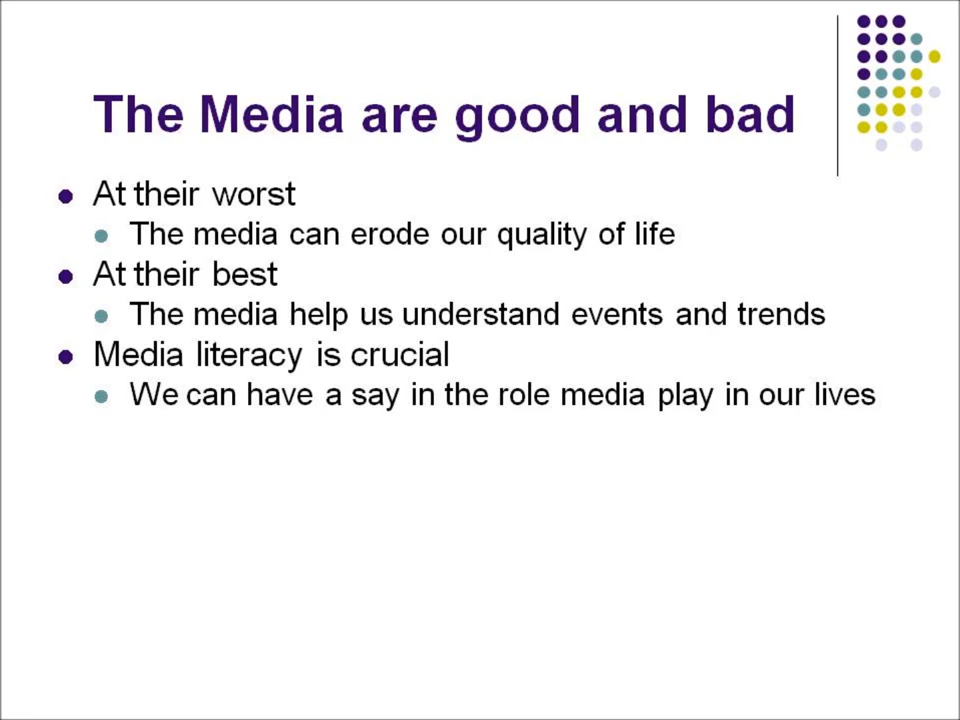 The Media are good and bad
At their worst
The media can erode our quality of life
At their best
The media help us understand events and trends
Media literacy is crucial
We can have a say in the role media play in our lives